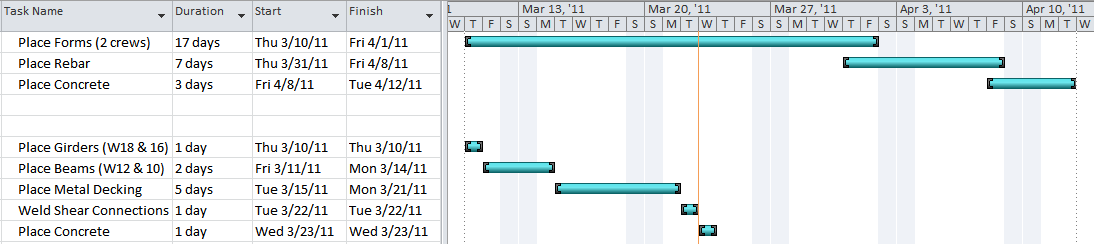 Task Name Duration Start Finish
1 Mar 13, '11 Mar 20, '11 Mar 27, '11 Apr 3, '11 Apr 10, '11
W T F S S M T W T F S S M T W T F S S M T W T F S S M T W T F S S M T W
Place Forms (2 crews) 17 days Thu 3/10/11 Fri 4/1/11
Place Rebar 7 days Thu 3/31/11 Fri 4/8/11
Place Concrete 3 days Fri 4/8/11 Tue 4/12/11
Place Girders (W18 & 16) 1 day Thu 3/10/11 Thu 3/10/11
Place Beams (W12 & 10) 2 days Fri 3/11/11 Mon 3/14/11
Place Metal Decking 5 days Tue 3/15/11 Mon 3/21/11
Weld Shear Connections 1 day Tue 3/22/11 Tue 3/22/11
Place Concrete 1 day Wed 3/23/11 Wed 3/23/11